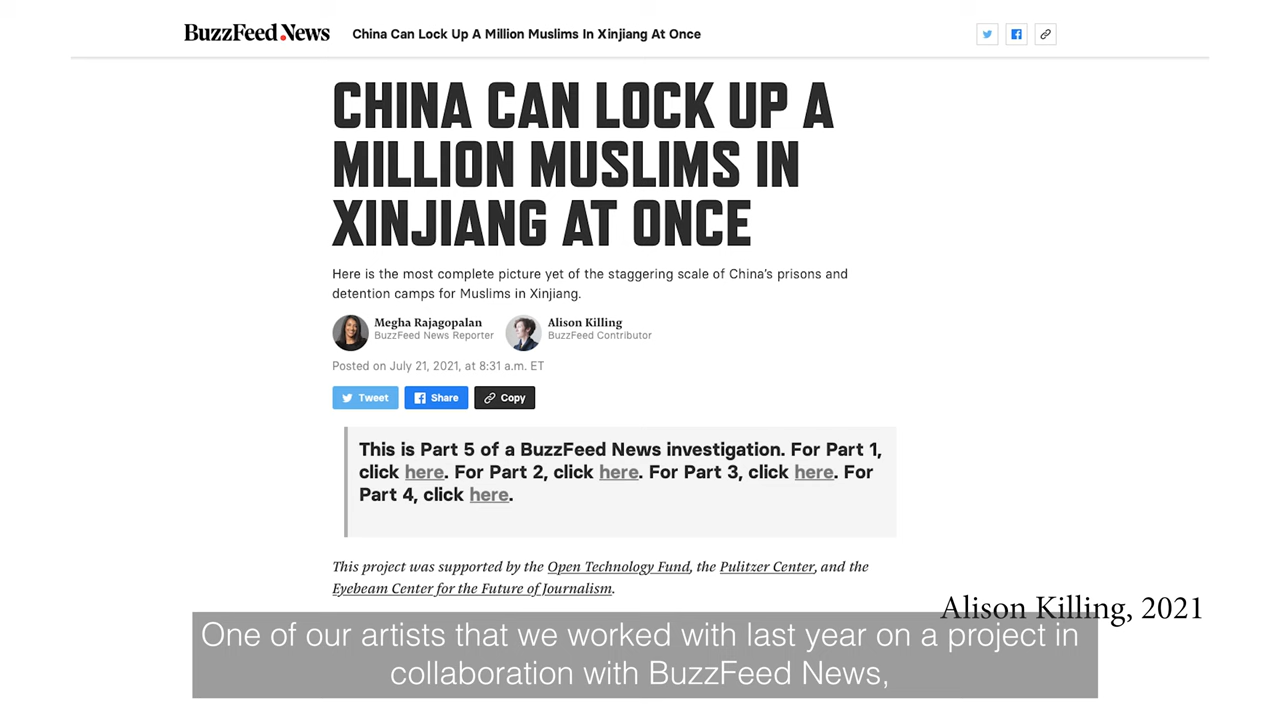 BuzzFeed News China Can Lock Up A Million Muslims In Xinjiang At Once
CHINA CAN LOCK UP A
MILLION MUSLIMS IN
XINJIANG AT ONCE
Here is the most complete picture yet of the staggering scale of China's prisons and
detention camps for Muslims in Xinjiang.
Megha Rajagopalan
BuzzFeed News Reporter
Alison Killing
BuzzFeed Contributor
Posted on July 21, 2021, at 8:31 a.m. ET
Tweet Share Copy
This is Part 5 of a BuzzFeed News investigation. For Part 1,
click here. For Part 2, click here. For Part 3, click here. For
Part 4, click here.
This project was supported by the Open Technology Fund, the Pulitzer Center, and the
Eyebeam Center for the Future of Journalism.
Alison Killing, 2021
One of our artists that we worked with last year on a project in
collaboration with BuzzFeed News,